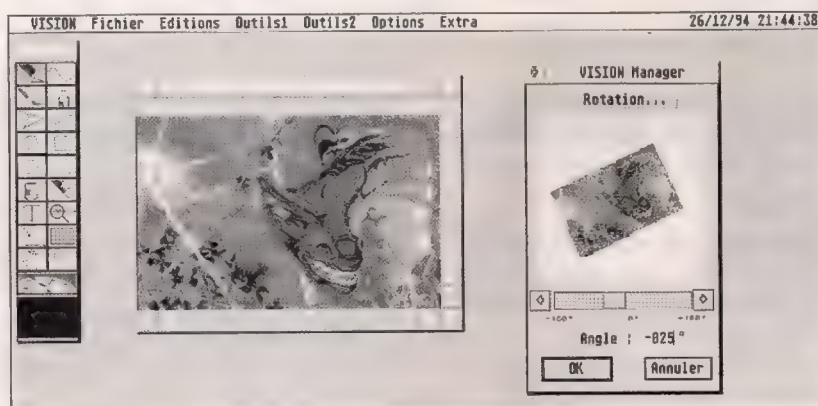 VISION Fichier Editions Outils1 Outils2 Options Extra 26/12/94 21:44:38
VISION Manager
Rotation...
T
-180° 0° +180°
Angle : -025°
OK Annuler